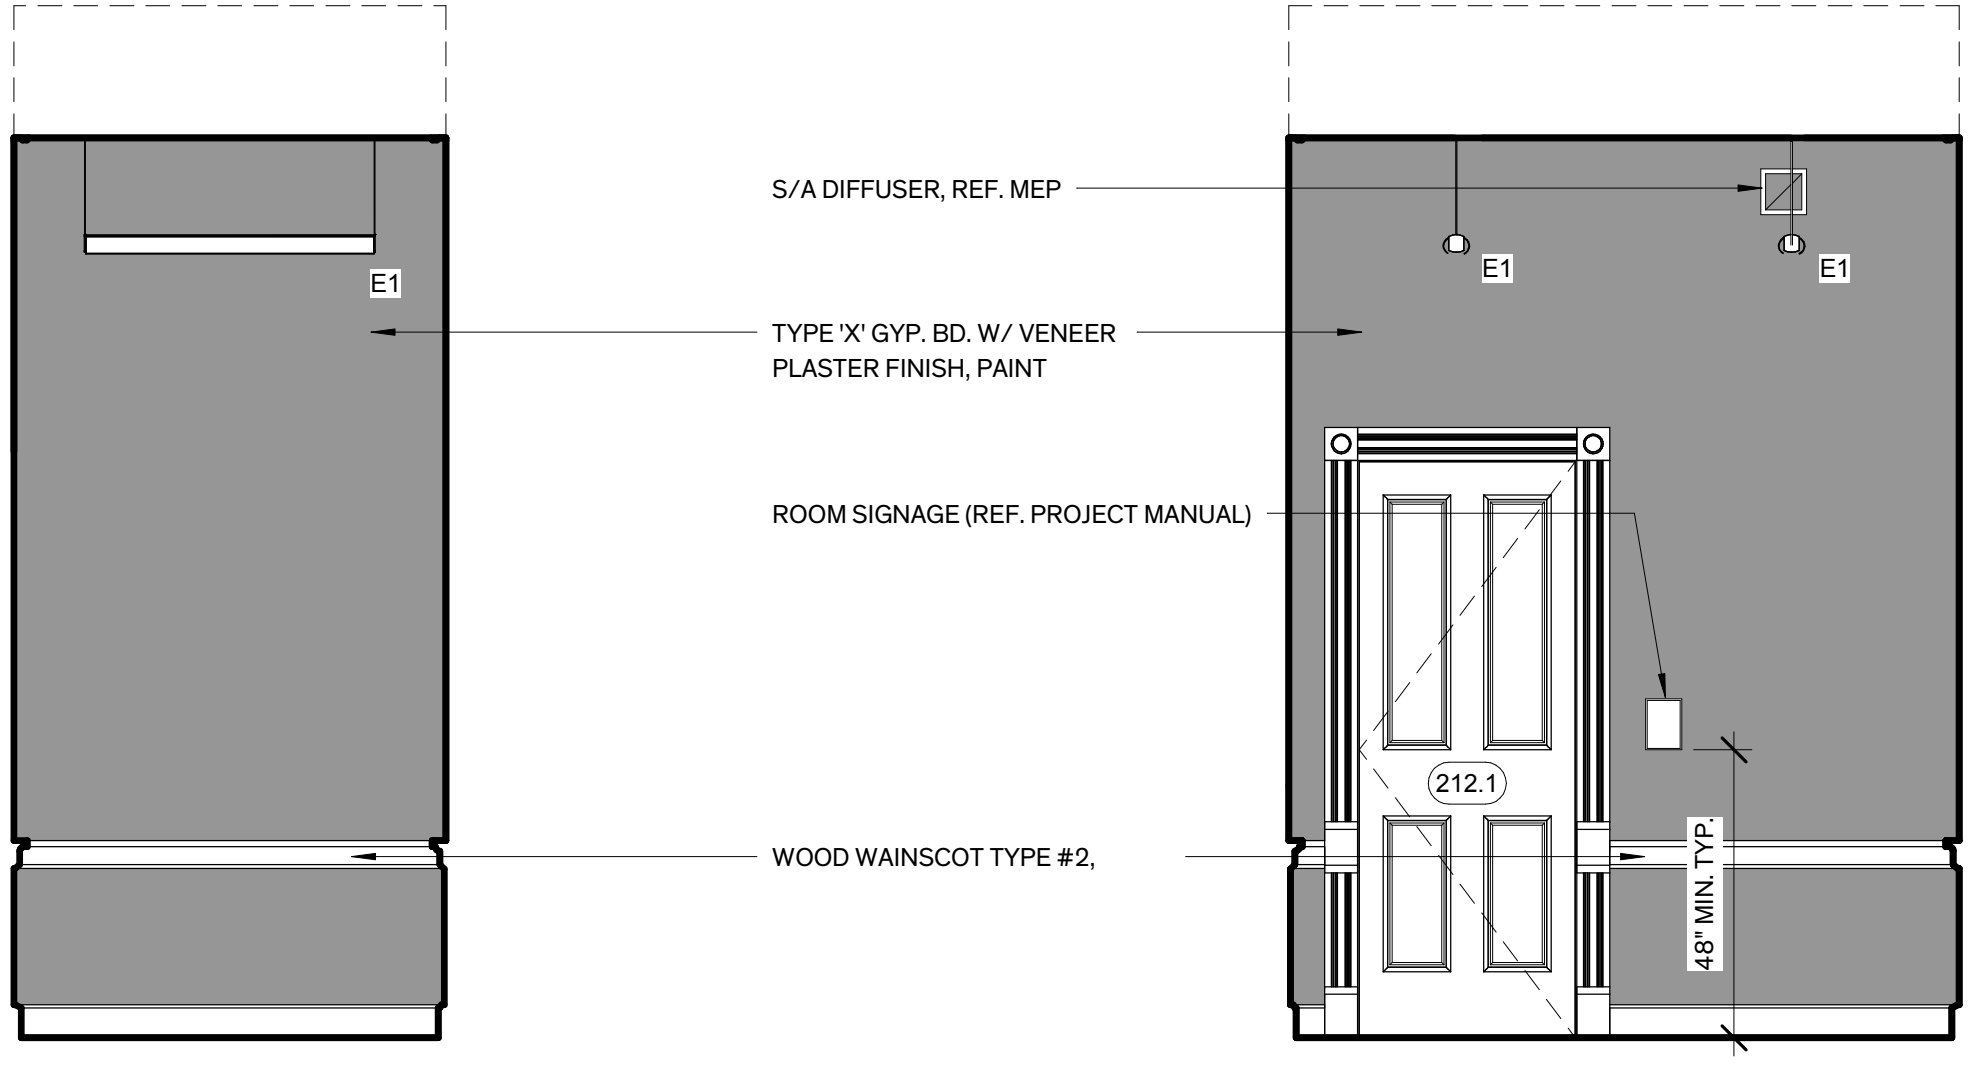 S/A DIFFUSER, REF. MEP
E1
E1
E1
TYPE 'X' GYP. BD. W/ VENEER
PLASTER FINISH, PAINT
ROOM SIGNAGE (REF. PROJECT MANUAL)
212.1
48" MIN. TYP.
WOOD WAINSCOT TYPE #2,